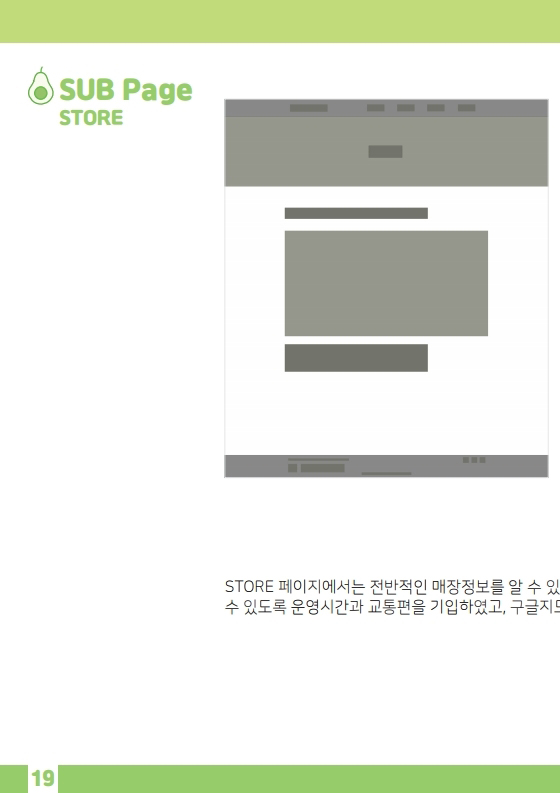 SUB Page
STORE
STORE 페이지에서는 전반적인 매장정보를 알 수 있
수 있도록 운영시간과 교통편을 기입하였고, 구글지도
19